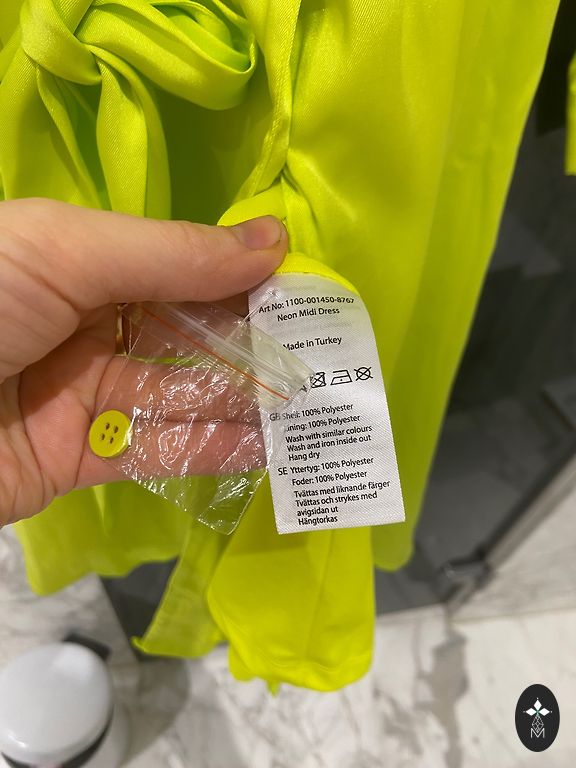 Art No: 1100-001450-8767
Neon Midi Dress
Made in Turkey
GB Shell: 100% Polyester
Lining: 100% Polyester
Wash with similar colours
Wash and iron inside out
Hang dry
SE Yttertyg: 100% Polyester
Foder: 100% Polyester
Tvättas med liknande färger
Tvättas och strykes med
avigsidan ut
Hängtorkas
M